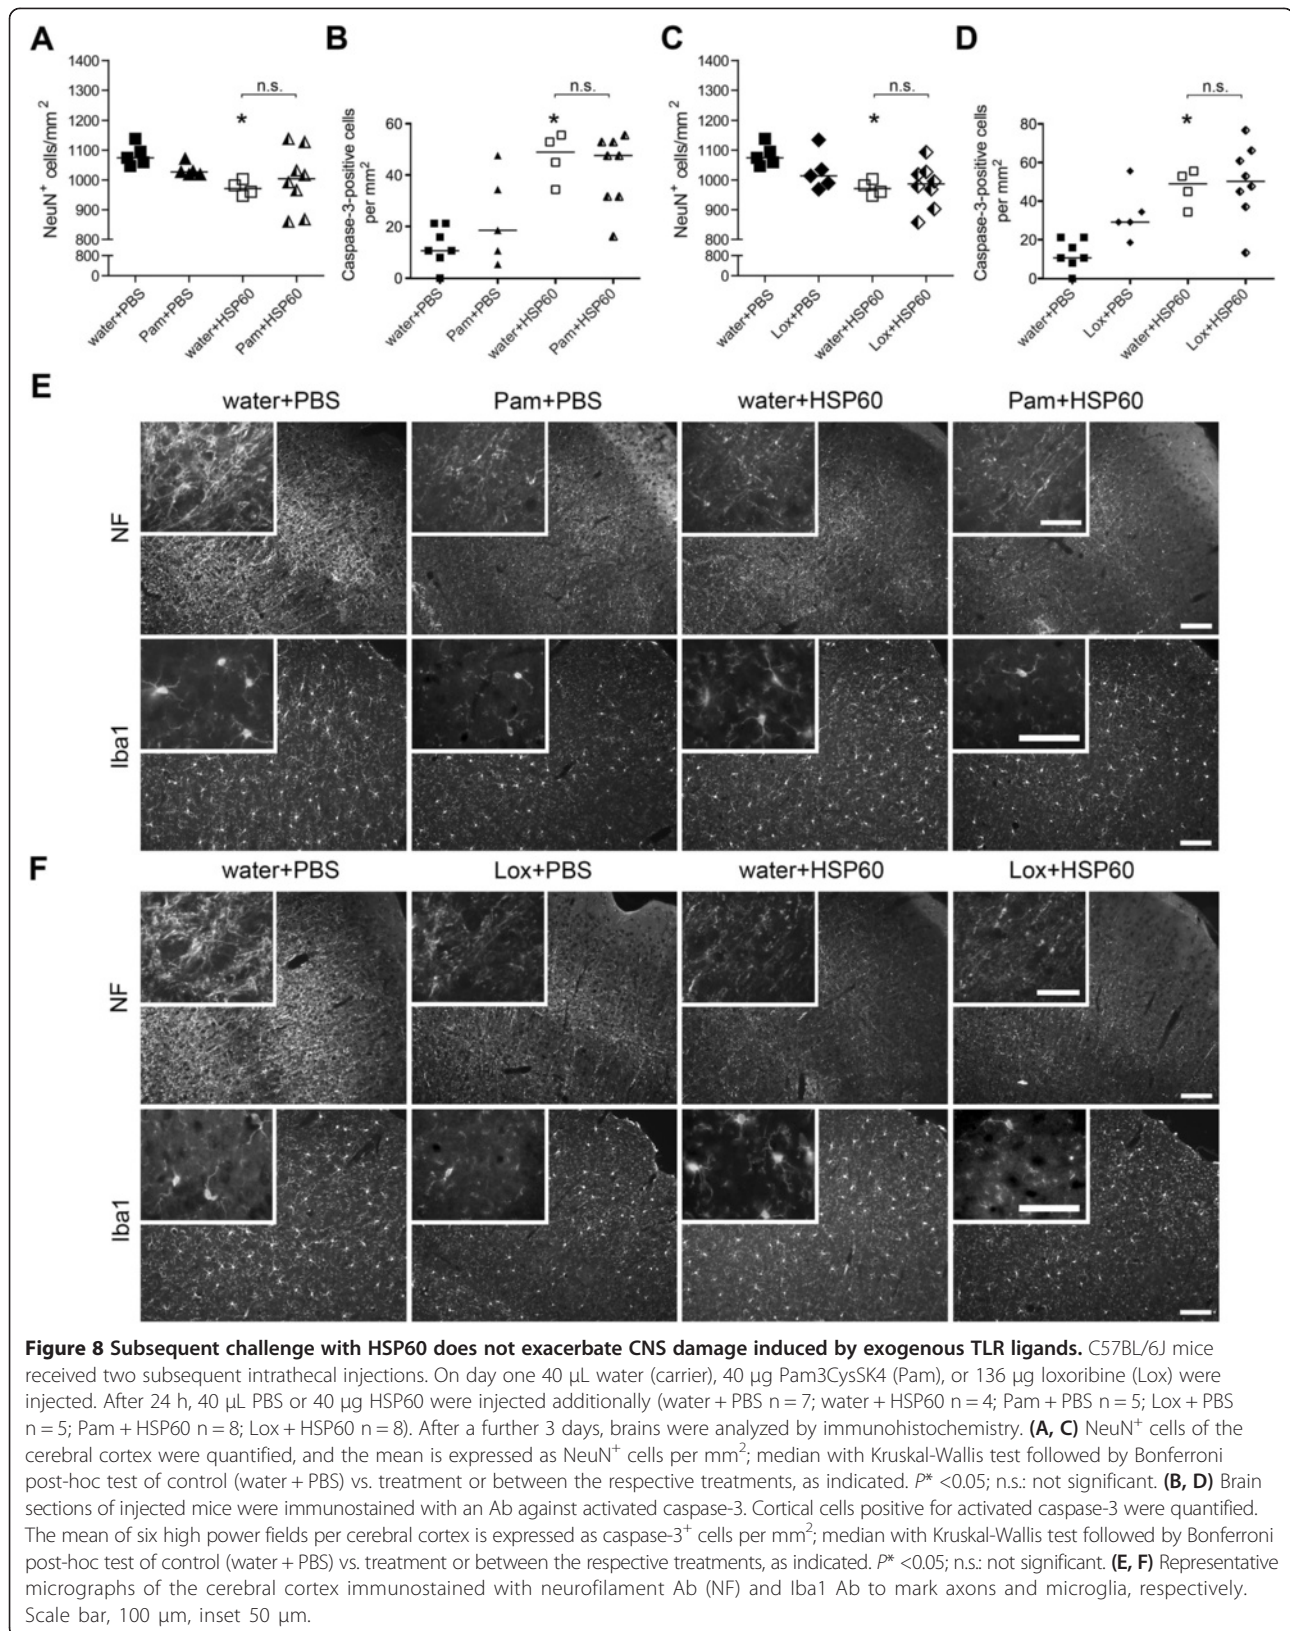 A
B
C
D
1400
1300
1200
1100
1000
900
800
800
0
NeuN⁺ cells/mm²
n.s.
*
water+PBS
Pam+PBS
water+HSP60
Pam+HSP60
60
40
20
0
Caspase-3-positive cells
per mm²
n.s.
*
water+PBS
Pam+PBS
water+HSP60
Pam+HSP60
1400
1300
1200
1100
1000
900
800
800
0
NeuN⁺ cells/mm²
n.s.
*
water+PBS
Lox+PBS
water+HSP60
Lox+HSP60
80
60
40
20
0
Caspase-3-positive cells
per mm²
n.s.
*
water+PBS
Lox+PBS
water+HSP60
Lox+HSP60
E
water+PBS Pam+PBS water+HSP60 Pam+HSP60
NF
Iba1
F
water+PBS Lox+PBS water+HSP60 Lox+HSP60
NF
Iba1
Figure 8 Subsequent challenge with HSP60 does not exacerbate CNS damage induced by exogenous TLR ligands. C57BL/6J mice
received two subsequent intrathecal injections. On day one 40 μL water (carrier), 40 μg Pam3CysSK4 (Pam), or 136 μg loxoribine (Lox) were
injected. After 24 h, 40 μL PBS or 40 μg HSP60 were injected additionally (water + PBS n = 7; water + HSP60 n = 4; Pam + PBS n = 5; Lox + PBS
n = 5; Pam + HSP60 n = 8; Lox + HSP60 n = 8). After a further 3 days, brains were analyzed by immunohistochemistry. (A, C) NeuN⁺ cells of the
cerebral cortex were quantified, and the mean is expressed as NeuN⁺ cells per mm²; median with Kruskal-Wallis test followed by Bonferroni
post-hoc test of control (water + PBS) vs. treatment or between the respective treatments, as indicated. P* <0.05; n.s.: not significant. (B, D) Brain
sections of injected mice were immunostained with an Ab against activated caspase-3. Cortical cells positive for activated caspase-3 were quantified.
The mean of six high power fields per cerebral cortex is expressed as caspase-3⁺ cells per mm²; median with Kruskal-Wallis test followed by Bonferroni
post-hoc test of control (water + PBS) vs. treatment or between the respective treatments, as indicated. P* <0.05; n.s.: not significant. (E, F) Representative
micrographs of the cerebral cortex immunostained with neurofilament Ab (NF) and Iba1 Ab to mark axons and microglia, respectively.
Scale bar, 100 μm, inset 50 μm.